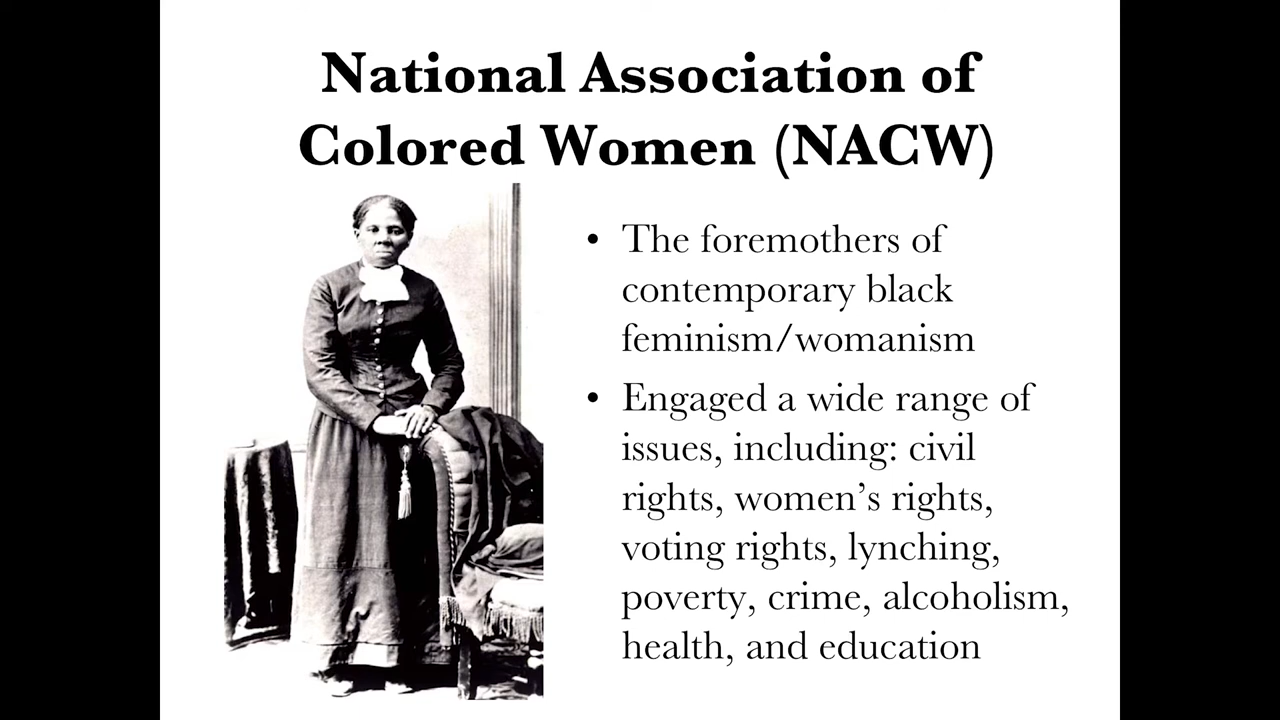 National Association of
Colored Women (NACW)
• The foremothers of
contemporary black
feminism/womanism
• Engaged a wide range of
issues, including: civil
rights, women’s rights,
voting rights, lynching,
poverty, crime, alcoholism,
health, and education